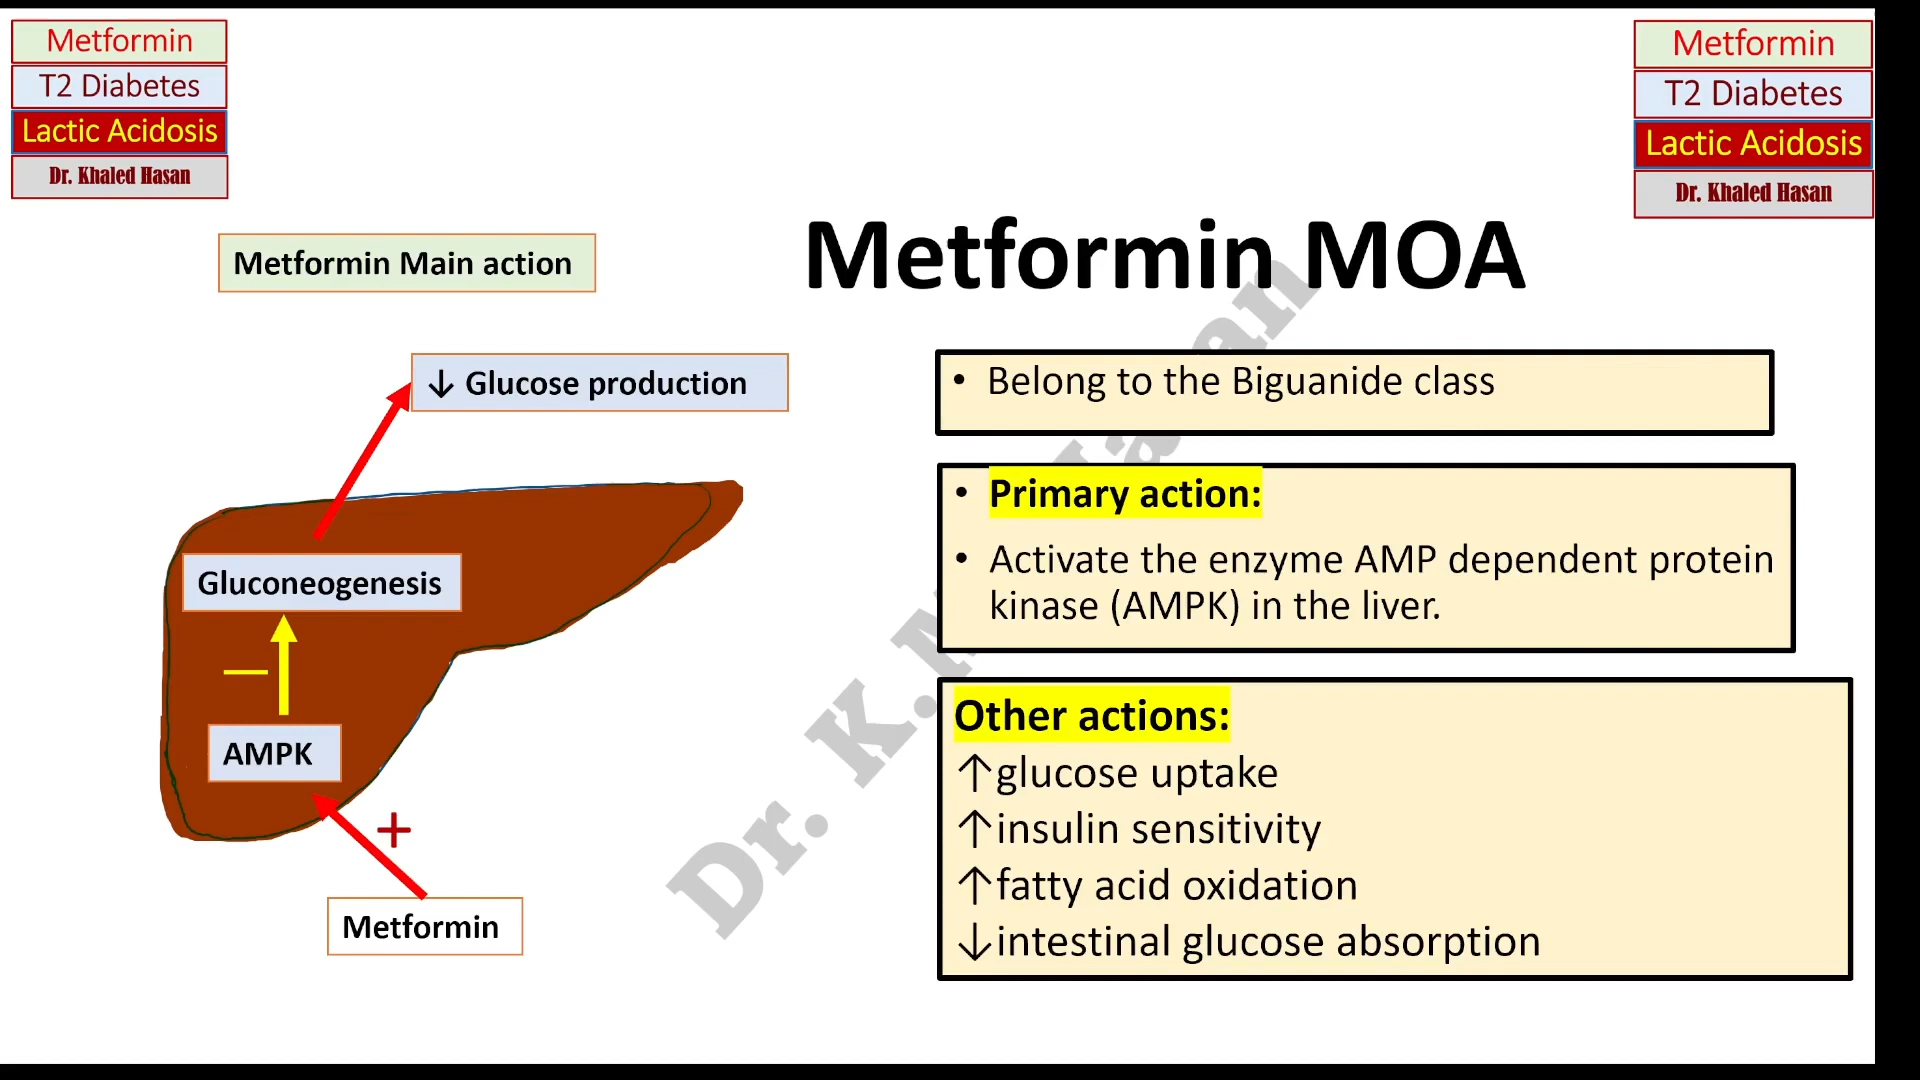 Metformin
T2 Diabetes
Lactic Acidosis
Dr. Khaled Hasan
Metformin
T2 Diabetes
Lactic Acidosis
Dr. Khaled Hasan
Metformin MOA
Metformin Main action
↓ Glucose production
Gluconeogenesis
—
AMPK
+
Metformin
• Belong to the Biguanide class
• Primary action:
• Activate the enzyme AMP dependent protein
kinase (AMPK) in the liver.
Other actions:
↑glucose uptake
↑insulin sensitivity
↑fatty acid oxidation
↓intestinal glucose absorption
Dr. K.